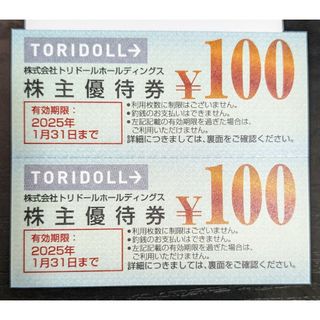 TORIDOLL→
株式会社トリドールホールディングス
株主優待券
¥100
有効期限：
2025年
1月31日まで
●利用枚数に制限はございません。
●釣銭のお支払いはできません。
●左記記載の有効期限を過ぎた場合は、
ご利用いただけません。
詳細につきましては、裏面をご確認ください。
TORIDOLL→
株式会社トリドールホールディングス
株主優待券
¥100
有効期限：
2025年
1月31日まで
●利用枚数に制限はございません。
●釣銭のお支払いはできません。
●左記記載の有効期限を過ぎた場合は、
ご利用いただけません。
詳細につきましては、裏面をご確認ください。